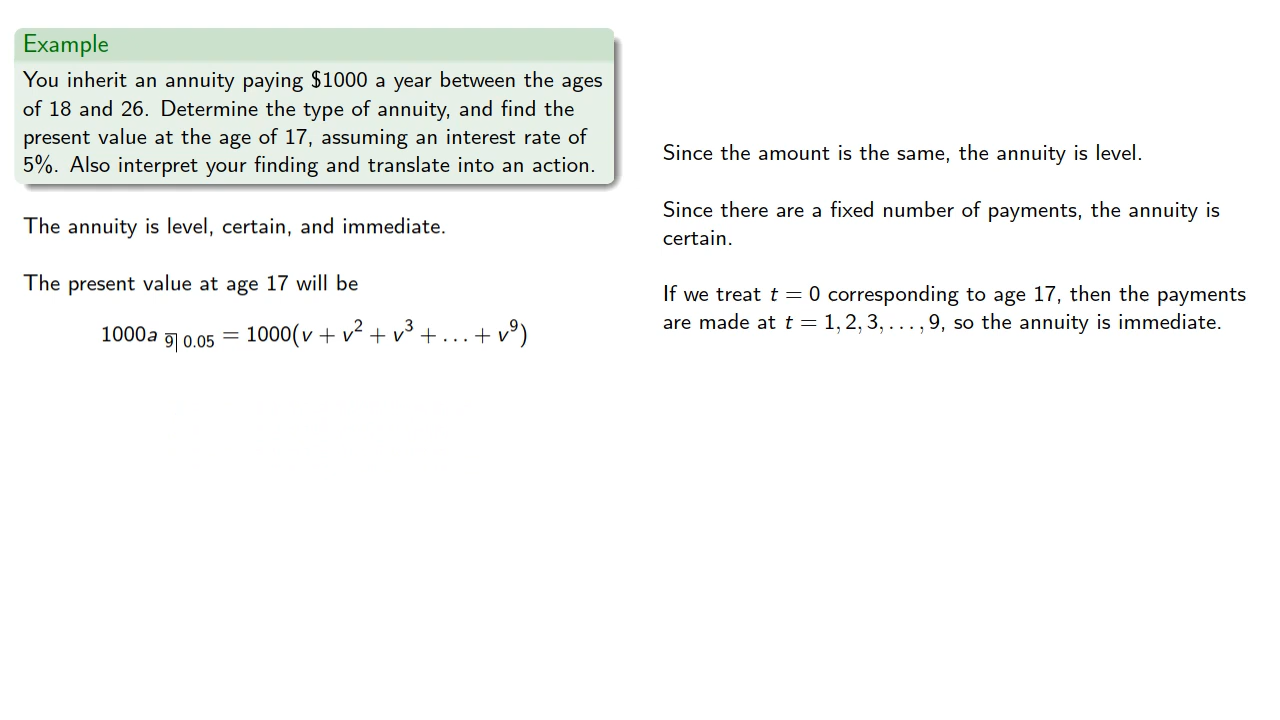 Example
You inherit an annuity paying $1000 a year between the ages
of 18 and 26. Determine the type of annuity, and find the
present value at the age of 17, assuming an interest rate of
5%. Also interpret your finding and translate into an action.
The annuity is level, certain, and immediate.
The present value at age 17 will be
1000a 9| 0.05 = 1000(v + v² + v³ + . . . + v⁹)
Since the amount is the same, the annuity is level.
Since there are a fixed number of payments, the annuity is
certain.
If we treat t = 0 corresponding to age 17, then the payments
are made at t = 1, 2, 3, . . . , 9, so the annuity is immediate.